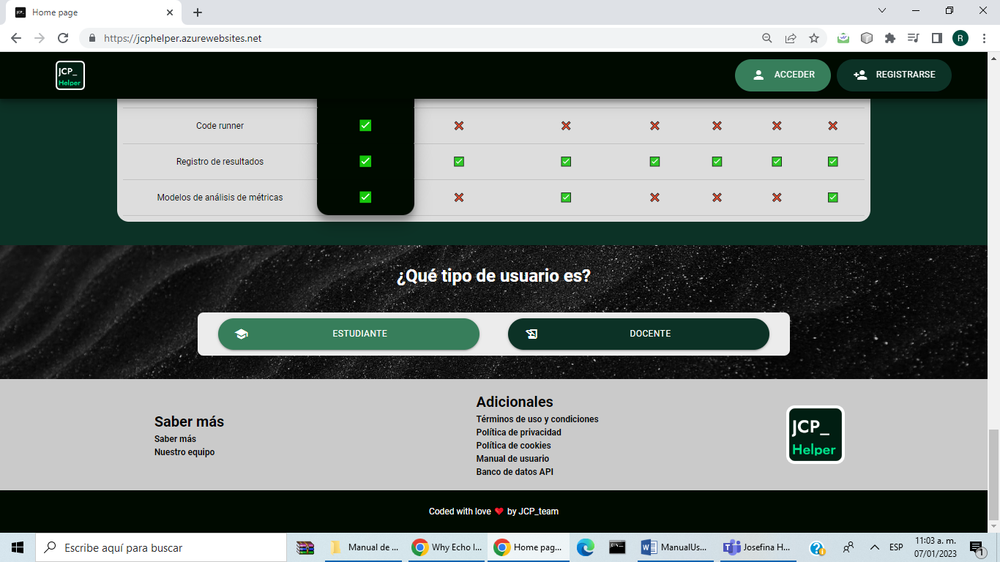 Home page
https://jcphelper.azurewebsites.net
R
JCP_
Helper
ACCEDER
REGISTRARSE
Code runner
Registro de resultados
Modelos de análisis de métricas
¿Qué tipo de usuario es?
ESTUDIANTE
DOCENTE
Saber más
Saber más
Nuestro equipo
Adicionales
Términos de uso y condiciones
Política de privacidad
Política de cookies
Manual de usuario
Banco de datos API
JCP_
Helper
Coded with love ❤ by JCP_team
Escribe aquí para buscar
Manual de ...
Why Echo I...
Home pag...
ManualUs...
Josefina H...
ESP
11:03 a. m.
07/01/2023
1